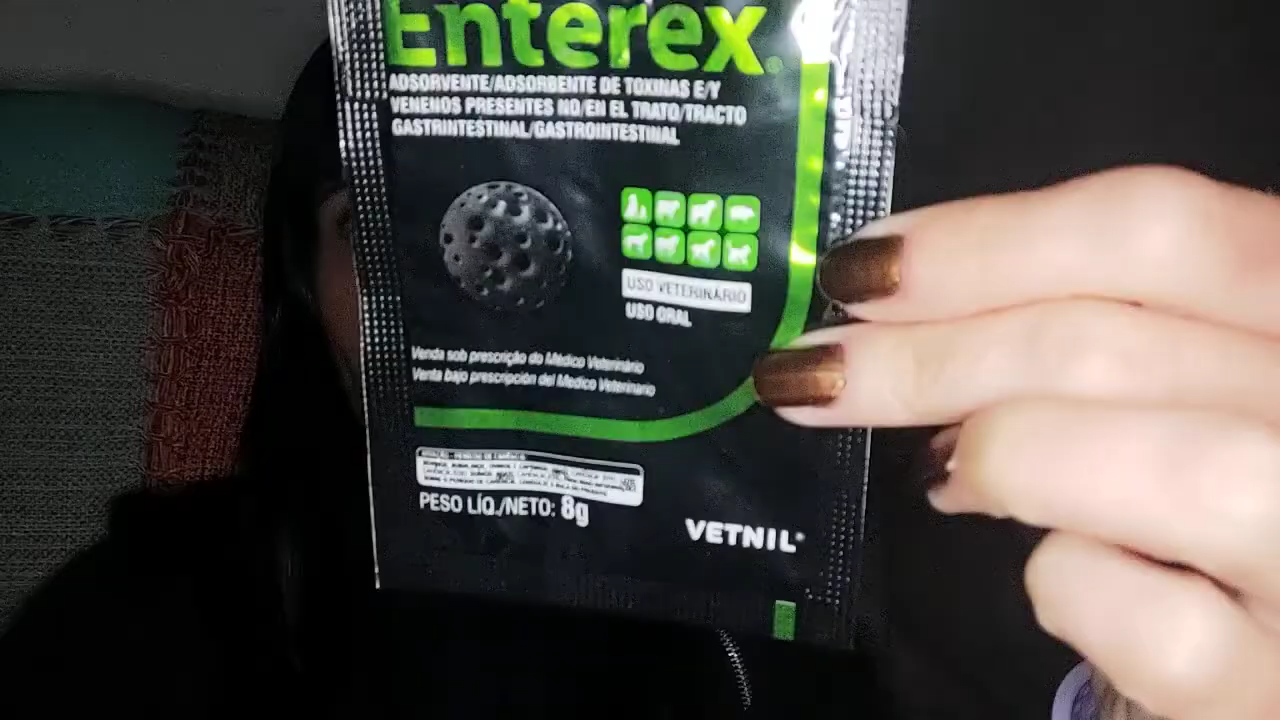 Enterex®
ADSORVENTE/ADSORBENTE DE TOXINAS E/Y
VENENOS PRESENTES NO/EN EL TRATO/TRACTO
GASTRINTESTINAL/GASTROINTESTINAL
USO VETERINÁRIO
USO ORAL
Venda sob prescrição do Médico Veterinário
Venta bajo prescripción del Medico Veterinario
PESO LÍQ./NETO: 8g
VETNIL®